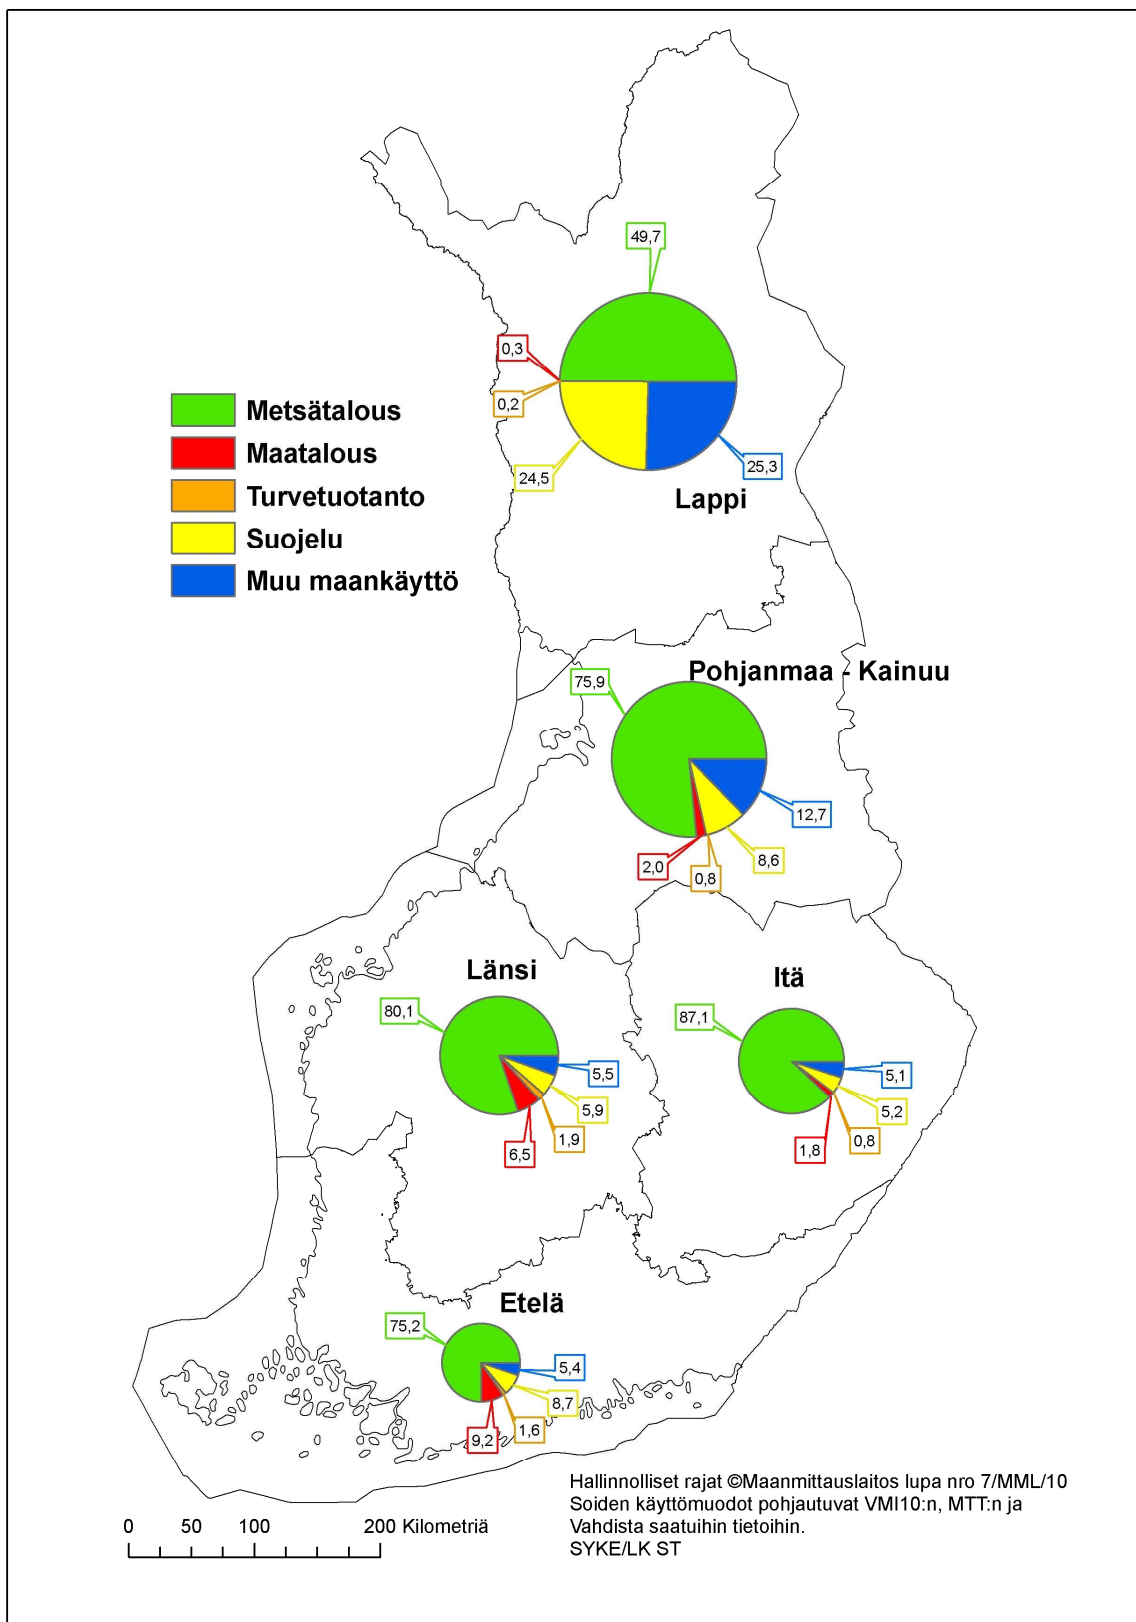 49,7
0,3
0,2
24,5
25,3
Lappi
Metsätalous
Maatalous
Turvetuotanto
Suojelu
Muu maankäyttö
Pohjanmaa - Kainuu
75,9
12,7
8,6
0,8
2,0
Länsi
80,1
5,5
5,9
1,9
6,5
Itä
87,1
5,1
5,2
0,8
1,8
Etelä
75,2
5,4
8,7
1,6
9,2
Hallinnolliset rajat ©Maanmittauslaitos lupa nro 7/MML/10
Soiden käyttömuodot pohjautuvat VMI10:n, MTT:n ja
Vahdista saatuihin tietoihin.
SYKE/LK ST
0 50 100 200 Kilometriä